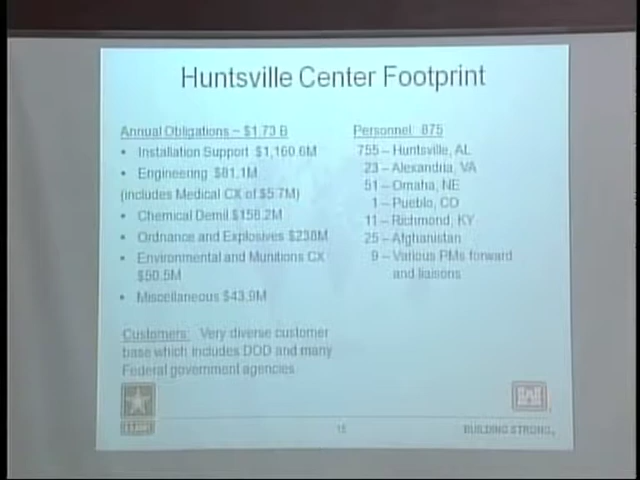 Huntsville Center Footprint
Annual Obligations ~ $1.73 B
• Installation Support $1,160.6M
• Engineering $81.1M
(includes Medical CX of $5.7M)
• Chemical Demil $158.2M
• Ordnance and Explosives $238M
• Environmental and Munitions CX
$50.5M
• Miscellaneous $43.9M
Customers: Very diverse customer
base which includes DOD and many
Federal government agencies
Personnel: 875
755 – Huntsville, AL
23 – Alexandria, VA
51 – Omaha, NE
1 – Pueblo, CO
11 – Richmond, KY
25 – Afghanistan
9 – Various PMs forward
and liaisons
15
BUILDING STRONG®